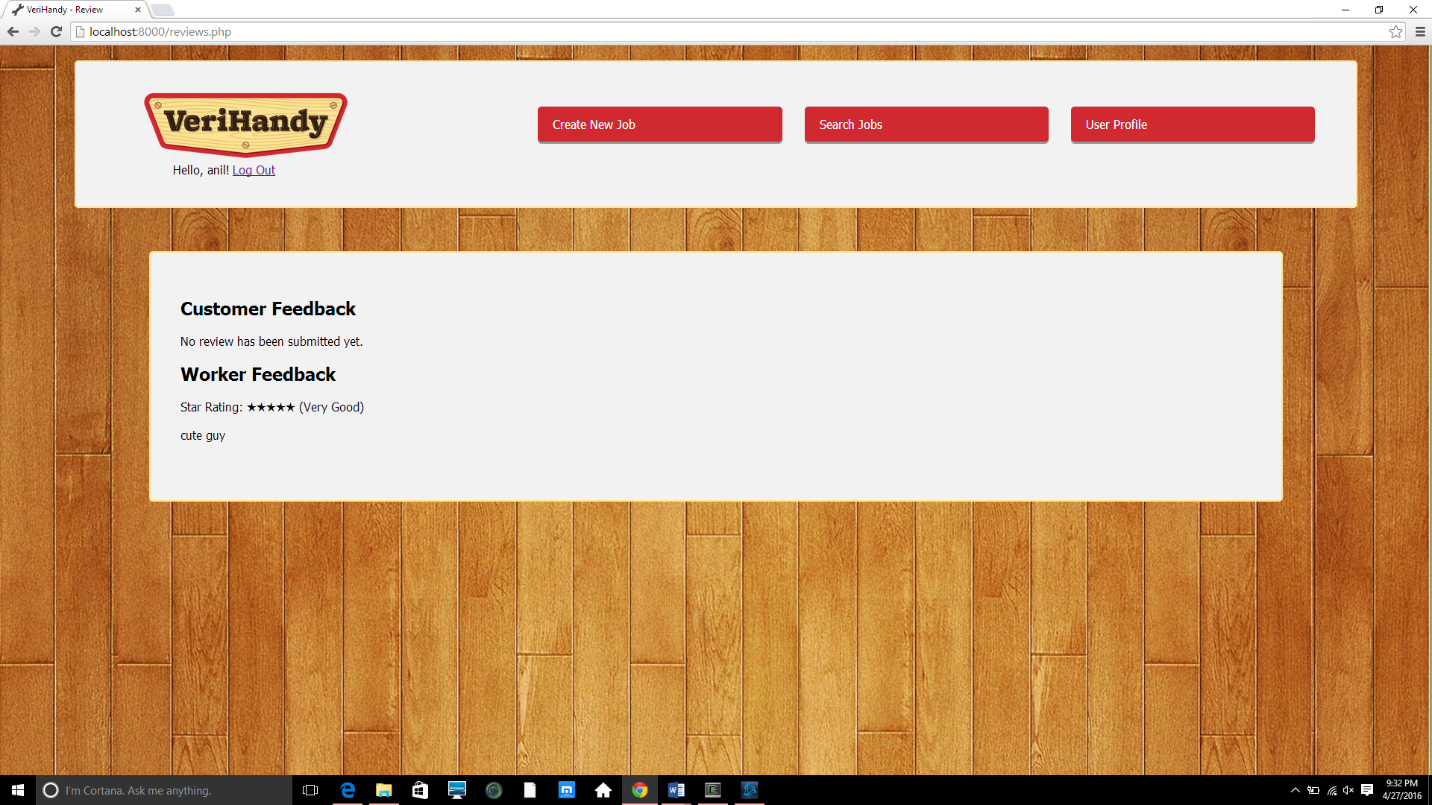 VeriHandy - Review
localhost:8000/reviews.php
VeriHandy
Create New Job
Search Jobs
User Profile
Hello, anil! Log Out
Customer Feedback
No review has been submitted yet.
Worker Feedback
Star Rating: ★★★★★ (Very Good)
cute guy
I'm Cortana. Ask me anything.
9:32 PM
4/27/2016